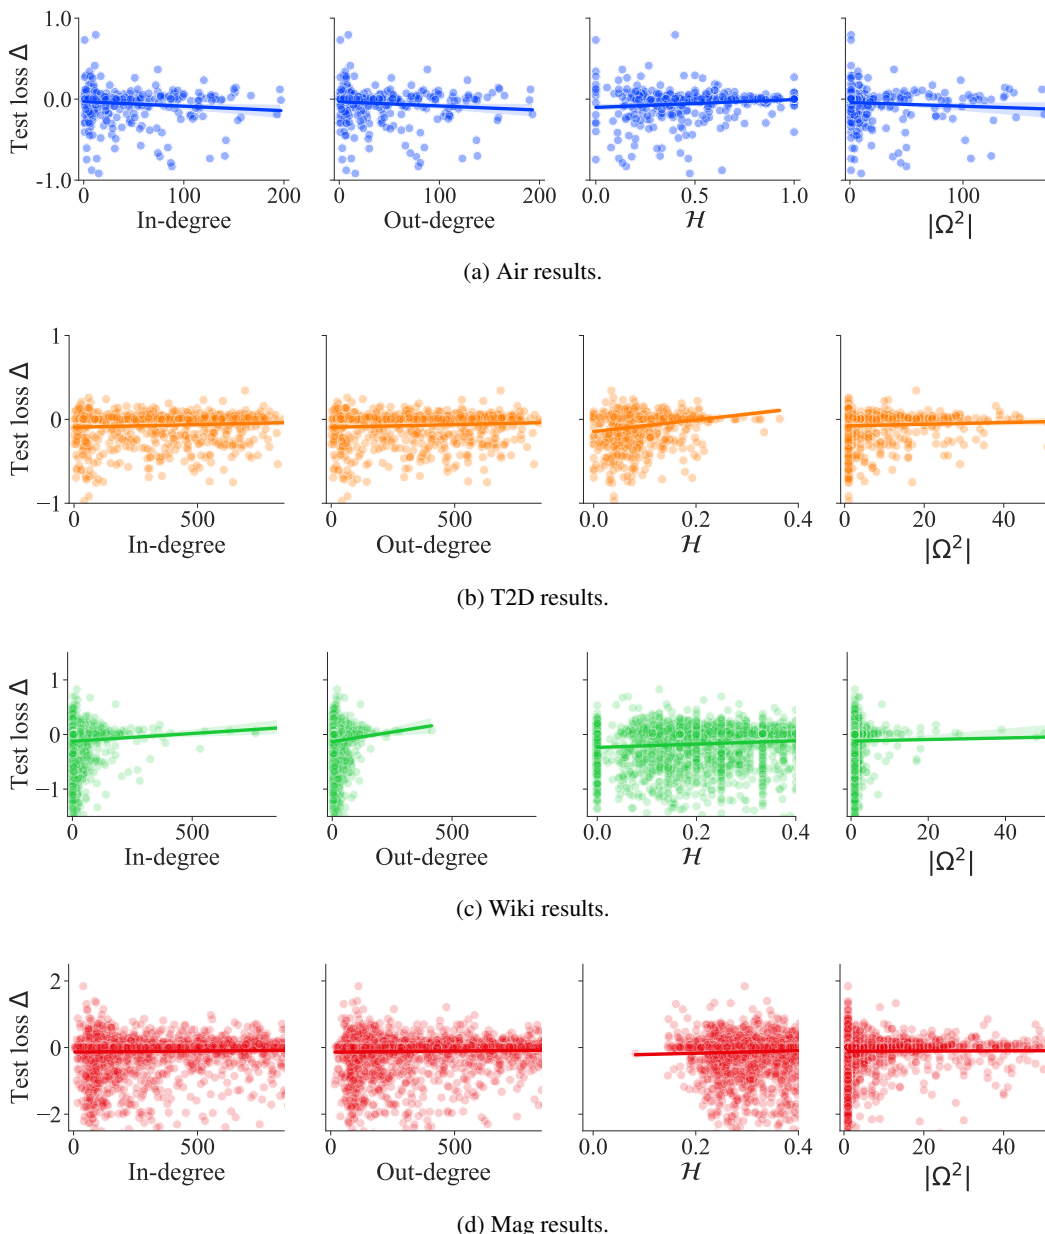 Test loss Δ
1.0
0.0
-1.0
0 100 200 0 100 200 0.0 0.5 1.0 0 100
In-degree Out-degree ℋ |Ω²|
(a) Air results.
Test loss Δ
1
0
−1
0 500 0 500 0.0 0.2 0.4 0 20 40
In-degree Out-degree ℋ |Ω²|
(b) T2D results.
Test loss Δ
1
0
−1
0 500 0 500 0.0 0.2 0.4 0 20 40
In-degree Out-degree ℋ |Ω²|
(c) Wiki results.
Test loss Δ
2
0
−2
0 500 0 500 0.0 0.2 0.4 0 20 40
In-degree Out-degree ℋ |Ω²|
(d) Mag results.